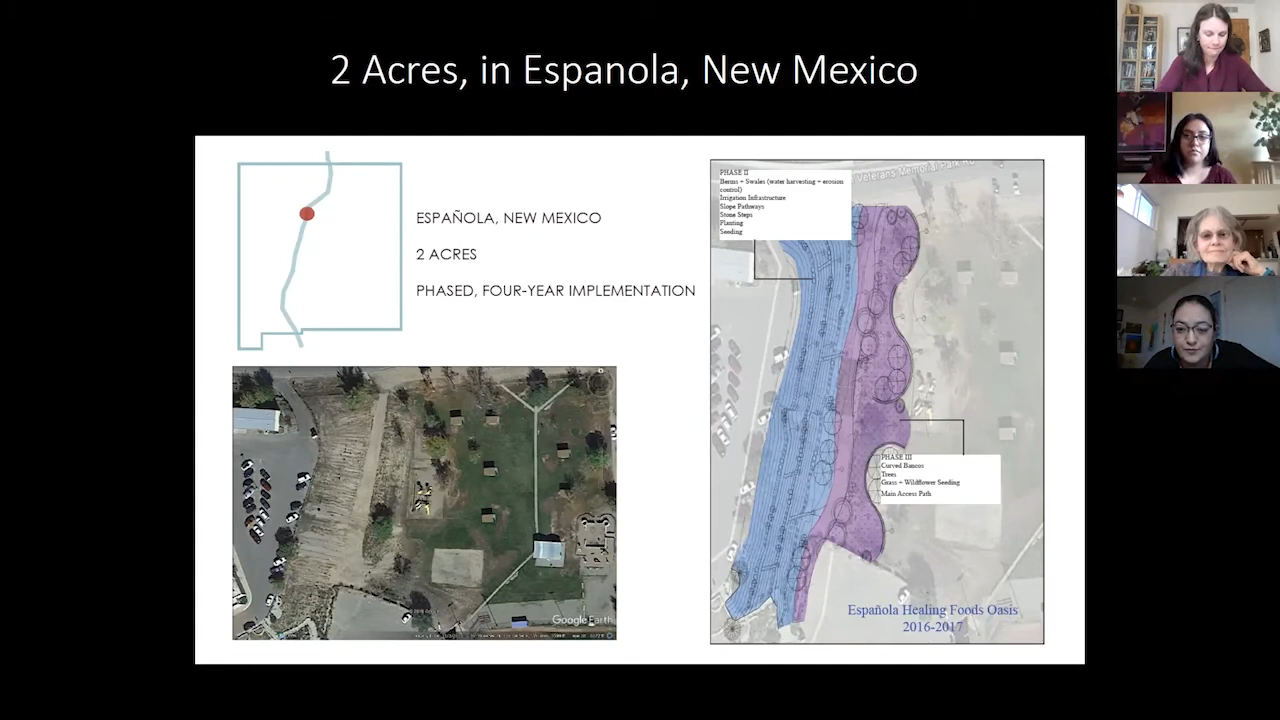 2 Acres, in Espanola, New Mexico
ESPAÑOLA, NEW MEXICO
2 ACRES
PHASED, FOUR-YEAR IMPLEMENTATION
Google Earth
Veterans Memorial Park
PHASE II
Berms + Swales (water harvesting + erosion
control)
Irrigation Infrastructure
Slope Pathways
Stone Steps
Planting
Seeding
PHASE III
Curved Bancos
Trees
Grass + Wildflower Seeding
Main Access Path
Española Healing Foods Oasis
2016-2017